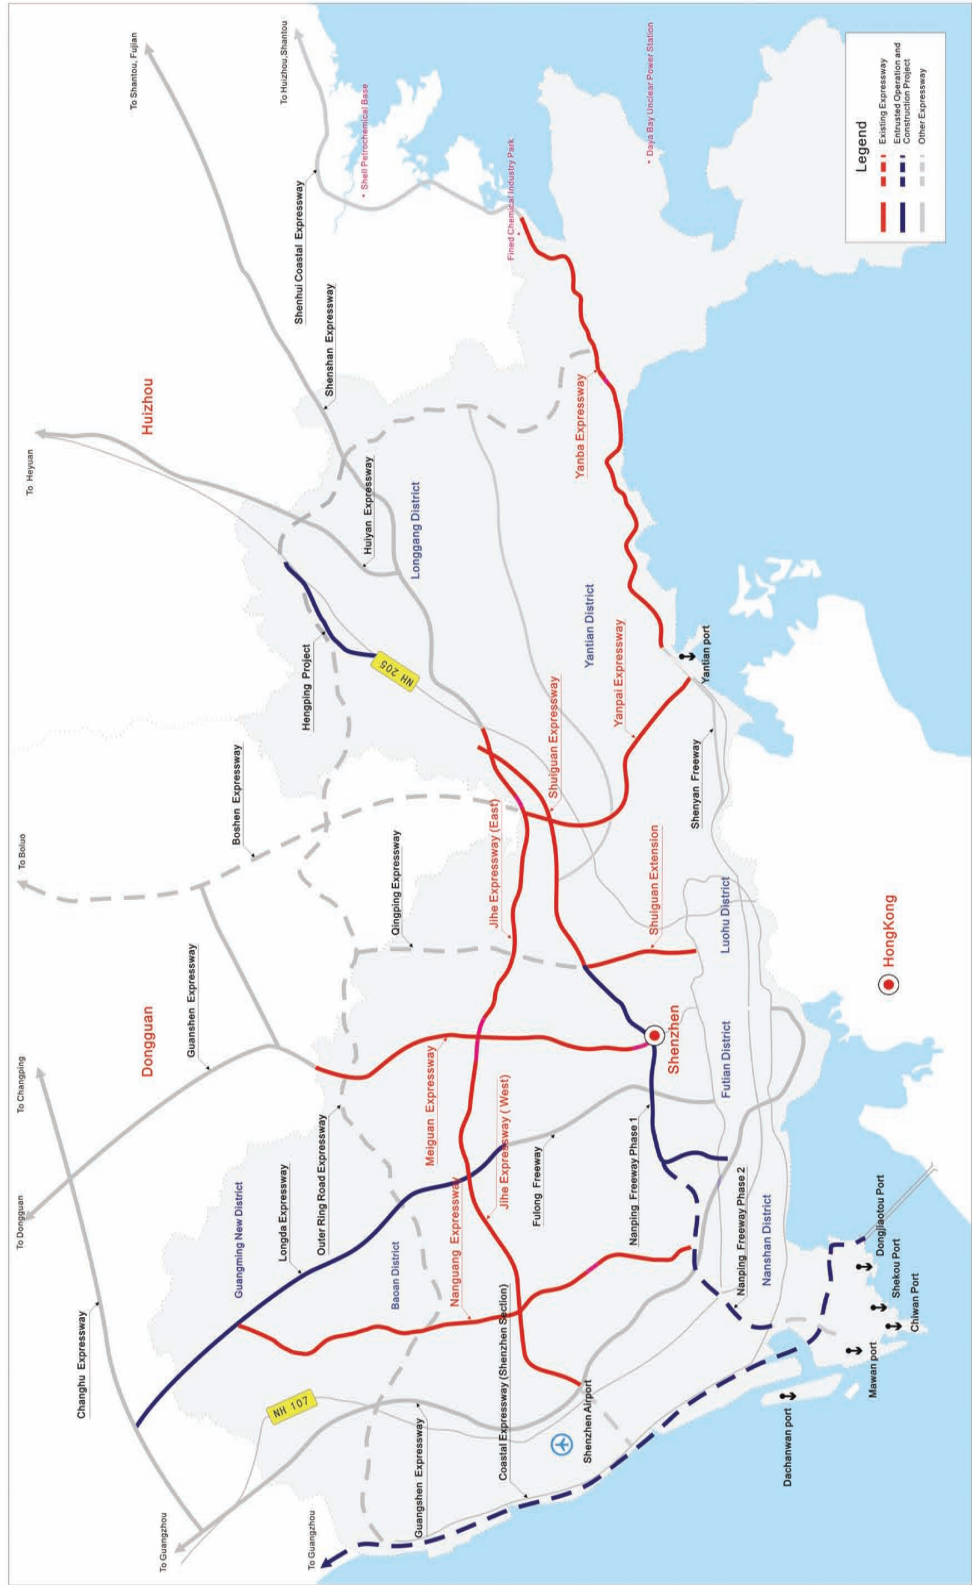 To Shantou, Fujian
To Huizhou,Shantou
• Shell Petrochemical Base
• Daya Bay Unclear Power Station
Fined Chemical Industry Park
Shenhui Coastal Expressway
Shenshan Expressway
To Heyuan
Huizhou
Huiyan Expressway
Longgang District
Yanba Expressway
Hengping Project
NH 205
Yantian District
Yanpai Expressway
Yantian port
Shuiguan Expressway
Shenyan Freeway
Boshen Expressway
To Boluo
Jihe Expressway (East)
Qingping Expressway
Shuiguan Extension
Luohu District
HongKong
Guanshen Expressway
Dongguan
To Changping
Shenzhen
Futian District
Meiguan Expressway
Jihe Expressway ( West)
Outer Ring Road Expressway
Longda Expressway
Fulong Freeway
Nanping Freeway Phase 1
To Dongguan
Guangming New District
Baoan District
Nanguang Expressway
Nanping Freeway Phase 2
Nanshan District
Dongjiaotou Port
Shekou Port
Chiwan Port
Mawan port
Dachanwan port
Changhu Expressway
NH 107
Coastal Expressway (Shenzhen Section)
Shenzhen Airport
Guangshen Expressway
To Guangzhou
To Guangzhou
Legend
Existing Expressway
Entrusted Operation and
Construction Project
Other Expressway